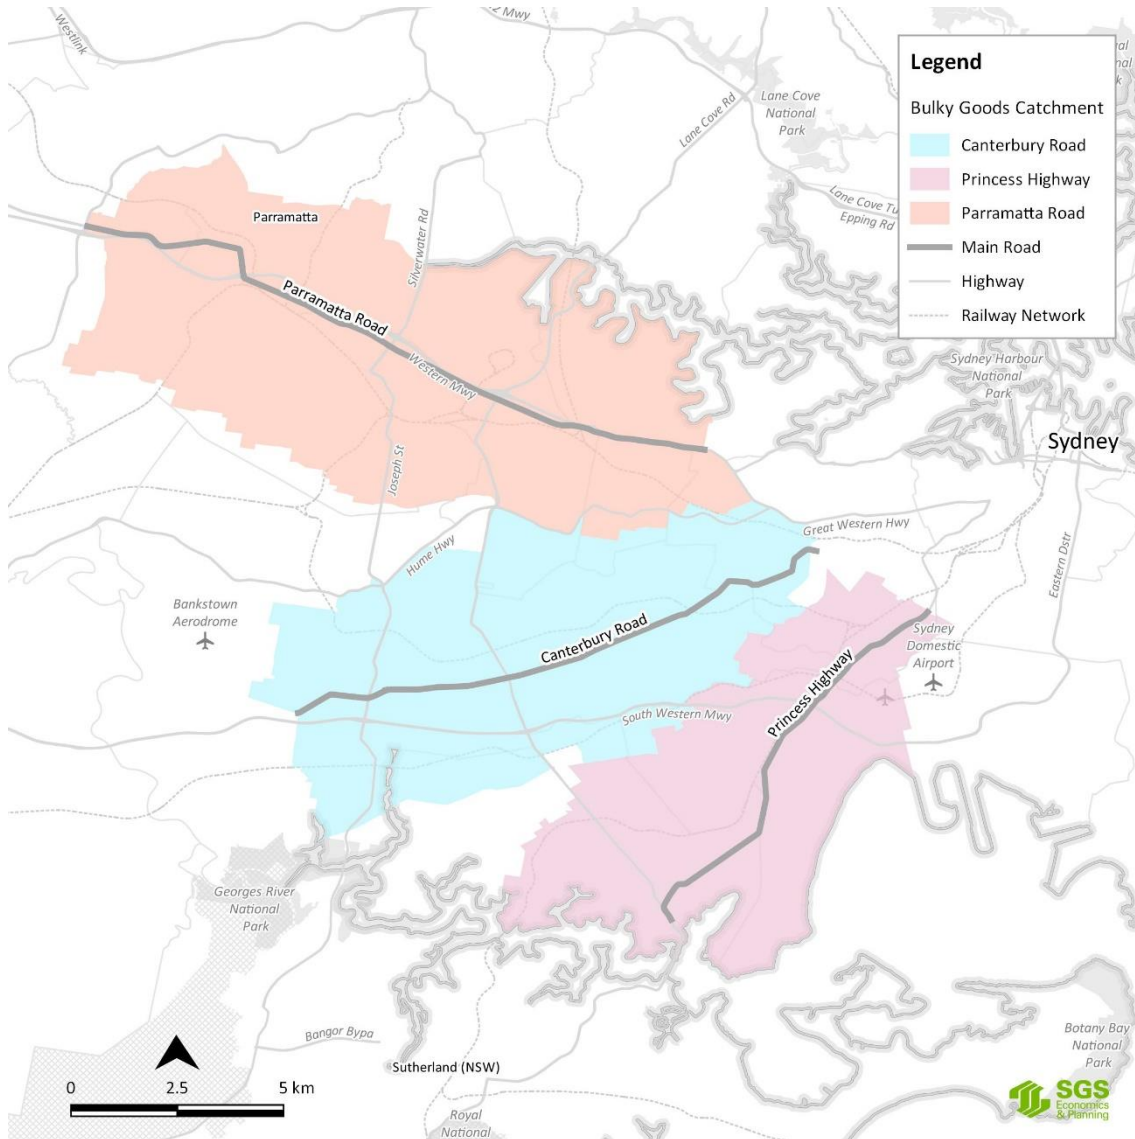 Westlink
Mwy
Legend
Bulky Goods Catchment
Canterbury Road
Princess Highway
Parramatta Road
Main Road
Highway
Railway Network
Lane Cove
National
Park
Lane Cove Rd
Lane Cove Tu
Epping Rd
Parramatta
Silverwater Rd
Parramatta Road
Western Mwy
Sydney Harbour
National
Park
Sydney
Joseph St
Great Western Hwy
Hume Hwy
Eastern Dstr
Bankstown
Aerodrome
Canterbury Road
Sydney
Domestic
Airport
Princess Highway
South Western Mwy
Georges River
National
Park
Bangor Bypa
Sutherland (NSW)
Botany Bay
National
Park
0 2.5 5 km
Royal
National
SGS
Economics
& Planning